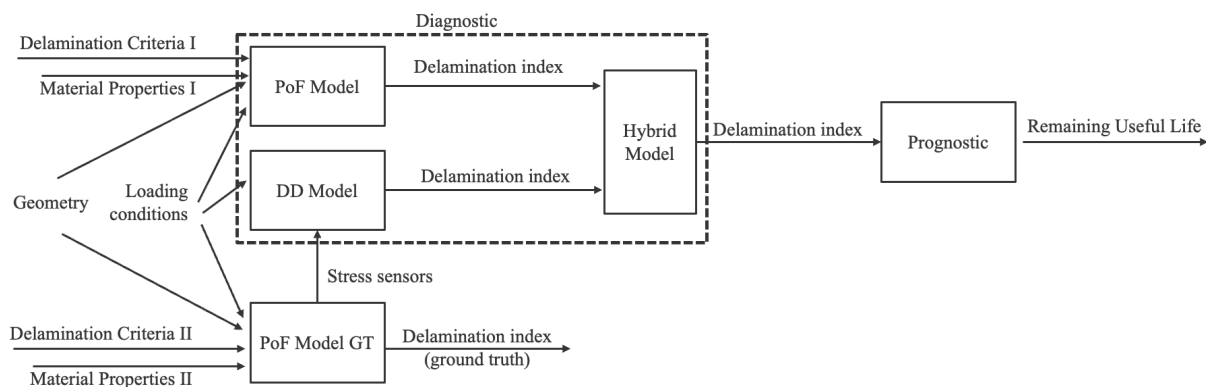 Diagnostic
Delamination Criteria I
Material Properties I
PoF Model
Delamination index
Hybrid
Model
Delamination index
Prognostic
Remaining Useful Life
DD Model
Delamination index
Geometry
Loading
conditions
Stress sensors
Delamination Criteria II
Material Properties II
PoF Model GT
Delamination index
(ground truth)